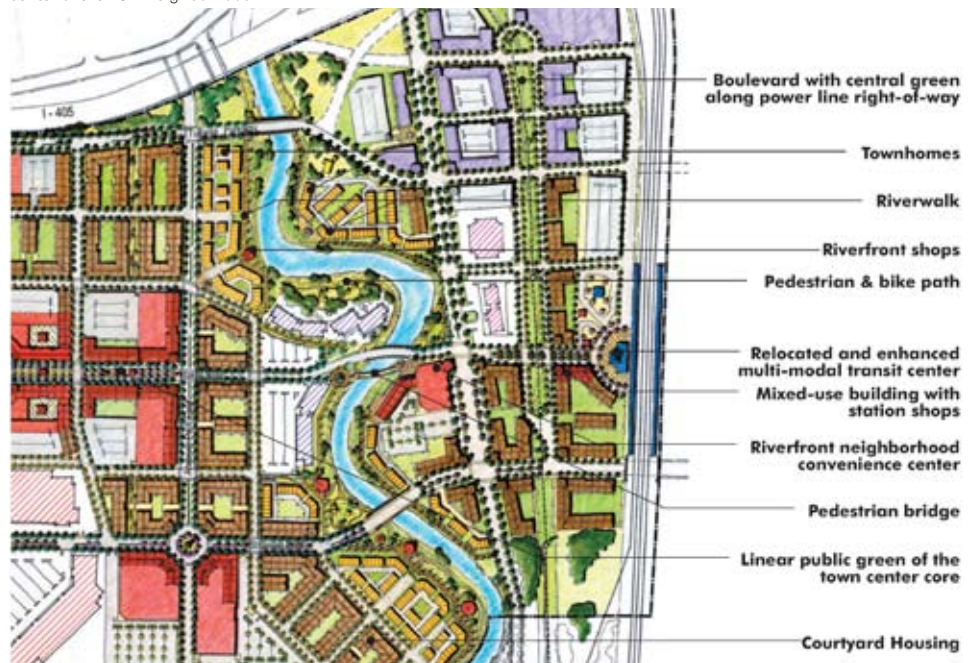 I-405
Boulevard with central green
along power line right-of-way
Townhomes
Riverwalk
Riverfront shops
Pedestrian & bike path
Relocated and enhanced
multi-modal transit center
Mixed-use building with
station shops
Riverfront neighborhood
convenience center
Pedestrian bridge
Linear public green of the
town center core
Courtyard Housing